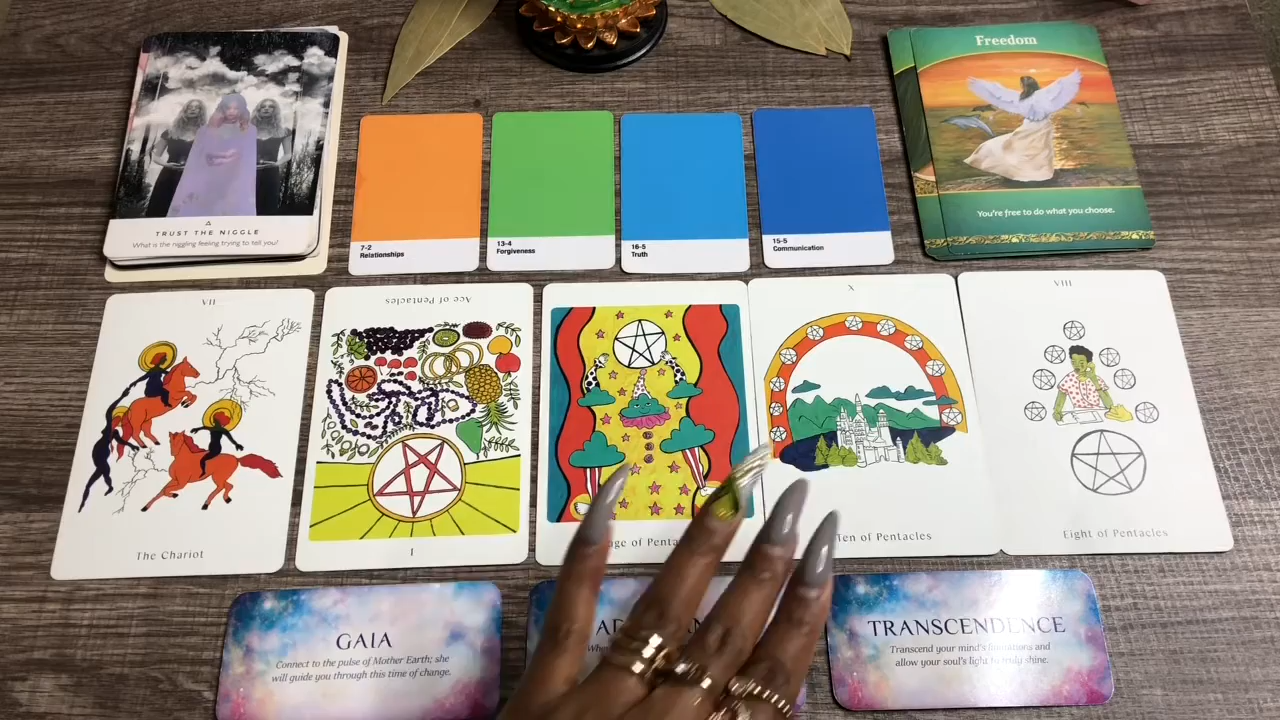 Freedom
You're free to do what you choose.
TRUST THE NIGGLE
What is the niggling feeling trying to tell you?
7-2
Relationships
13-4
Forgiveness
16-5
Truth
15-5
Communication
VII
The Chariot
Ace of Pentacles
I
X
Ten of Pentacles
VIII
Eight of Pentacles
GAIA
Connect to the pulse of Mother Earth; she
will guide you through this time of change.
TRANSCENDENCE
Transcend your mind's limitations and
allow your soul's light to truly shine.